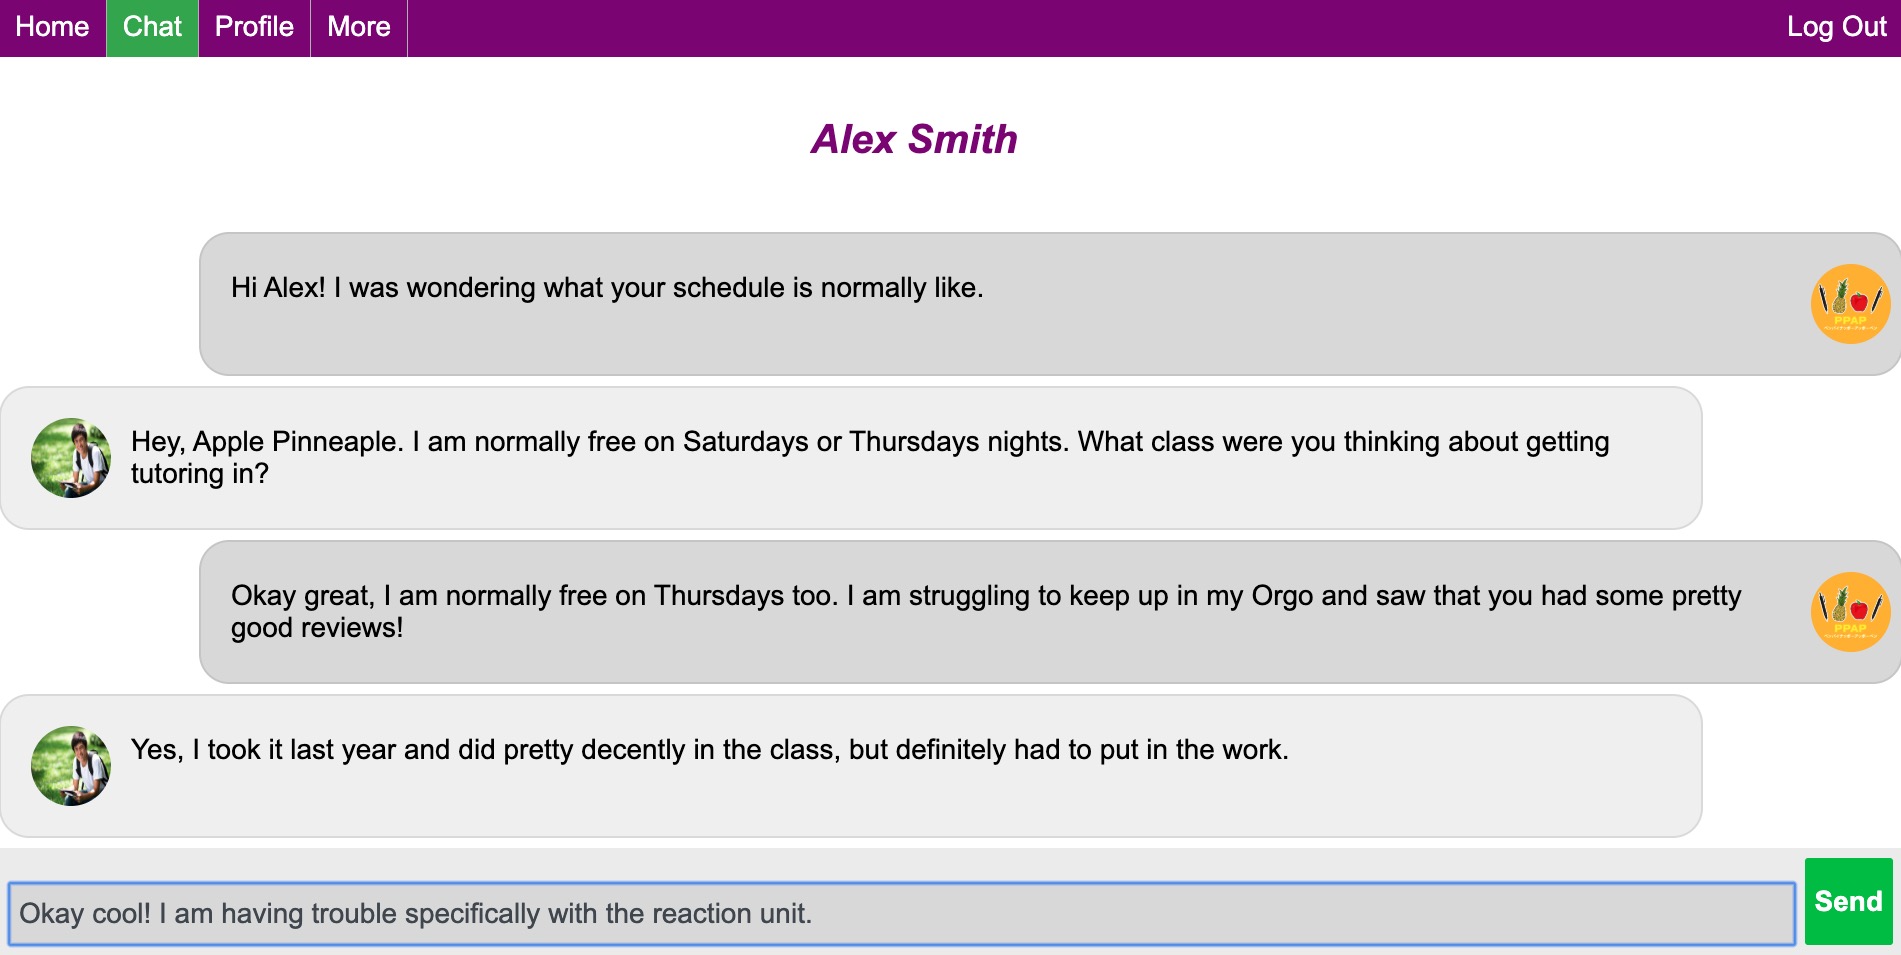 Home Chat Profile More Log Out
Alex Smith
Hi Alex! I was wondering what your schedule is normally like.
PPAP
Hey, Apple Pinneaple. I am normally free on Saturdays or Thursdays nights. What class were you thinking about getting
tutoring in?
Okay great, I am normally free on Thursdays too. I am struggling to keep up in my Orgo and saw that you had some pretty
good reviews!
PPAP
Yes, I took it last year and did pretty decently in the class, but definitely had to put in the work.
Okay cool! I am having trouble specifically with the reaction unit.
Send